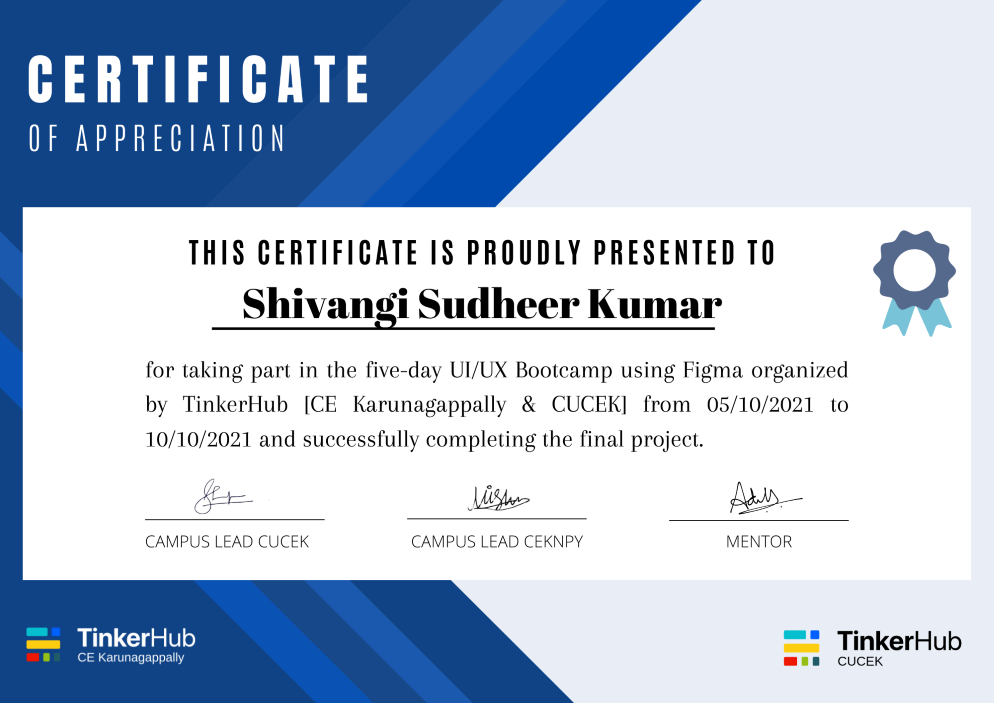 CERTIFICATE
OF APPRECIATION
THIS CERTIFICATE IS PROUDLY PRESENTED TO
Shivangi Sudheer Kumar
for taking part in the five-day UI/UX Bootcamp using Figma organized
by TinkerHub [CE Karunagappally & CUCEK] from 05/10/2021 to
10/10/2021 and successfully completing the final project.
CAMPUS LEAD CUCEK
CAMPUS LEAD CEKNPY
MENTOR
TinkerHub
CE Karunagappally
TinkerHub
CUCEK